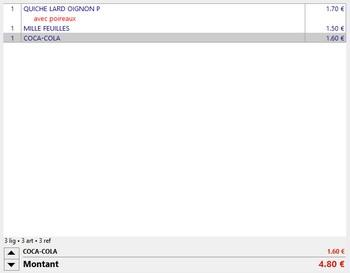 1 QUICHE LARD OIGNON P 1.70 €
avec poireaux
1 MILLE FEUILLES 1.50 €
1 COCA-COLA 1.60 €
3 lig • 3 art • 3 ref
COCA-COLA 1.60 €
Montant 4.80 €